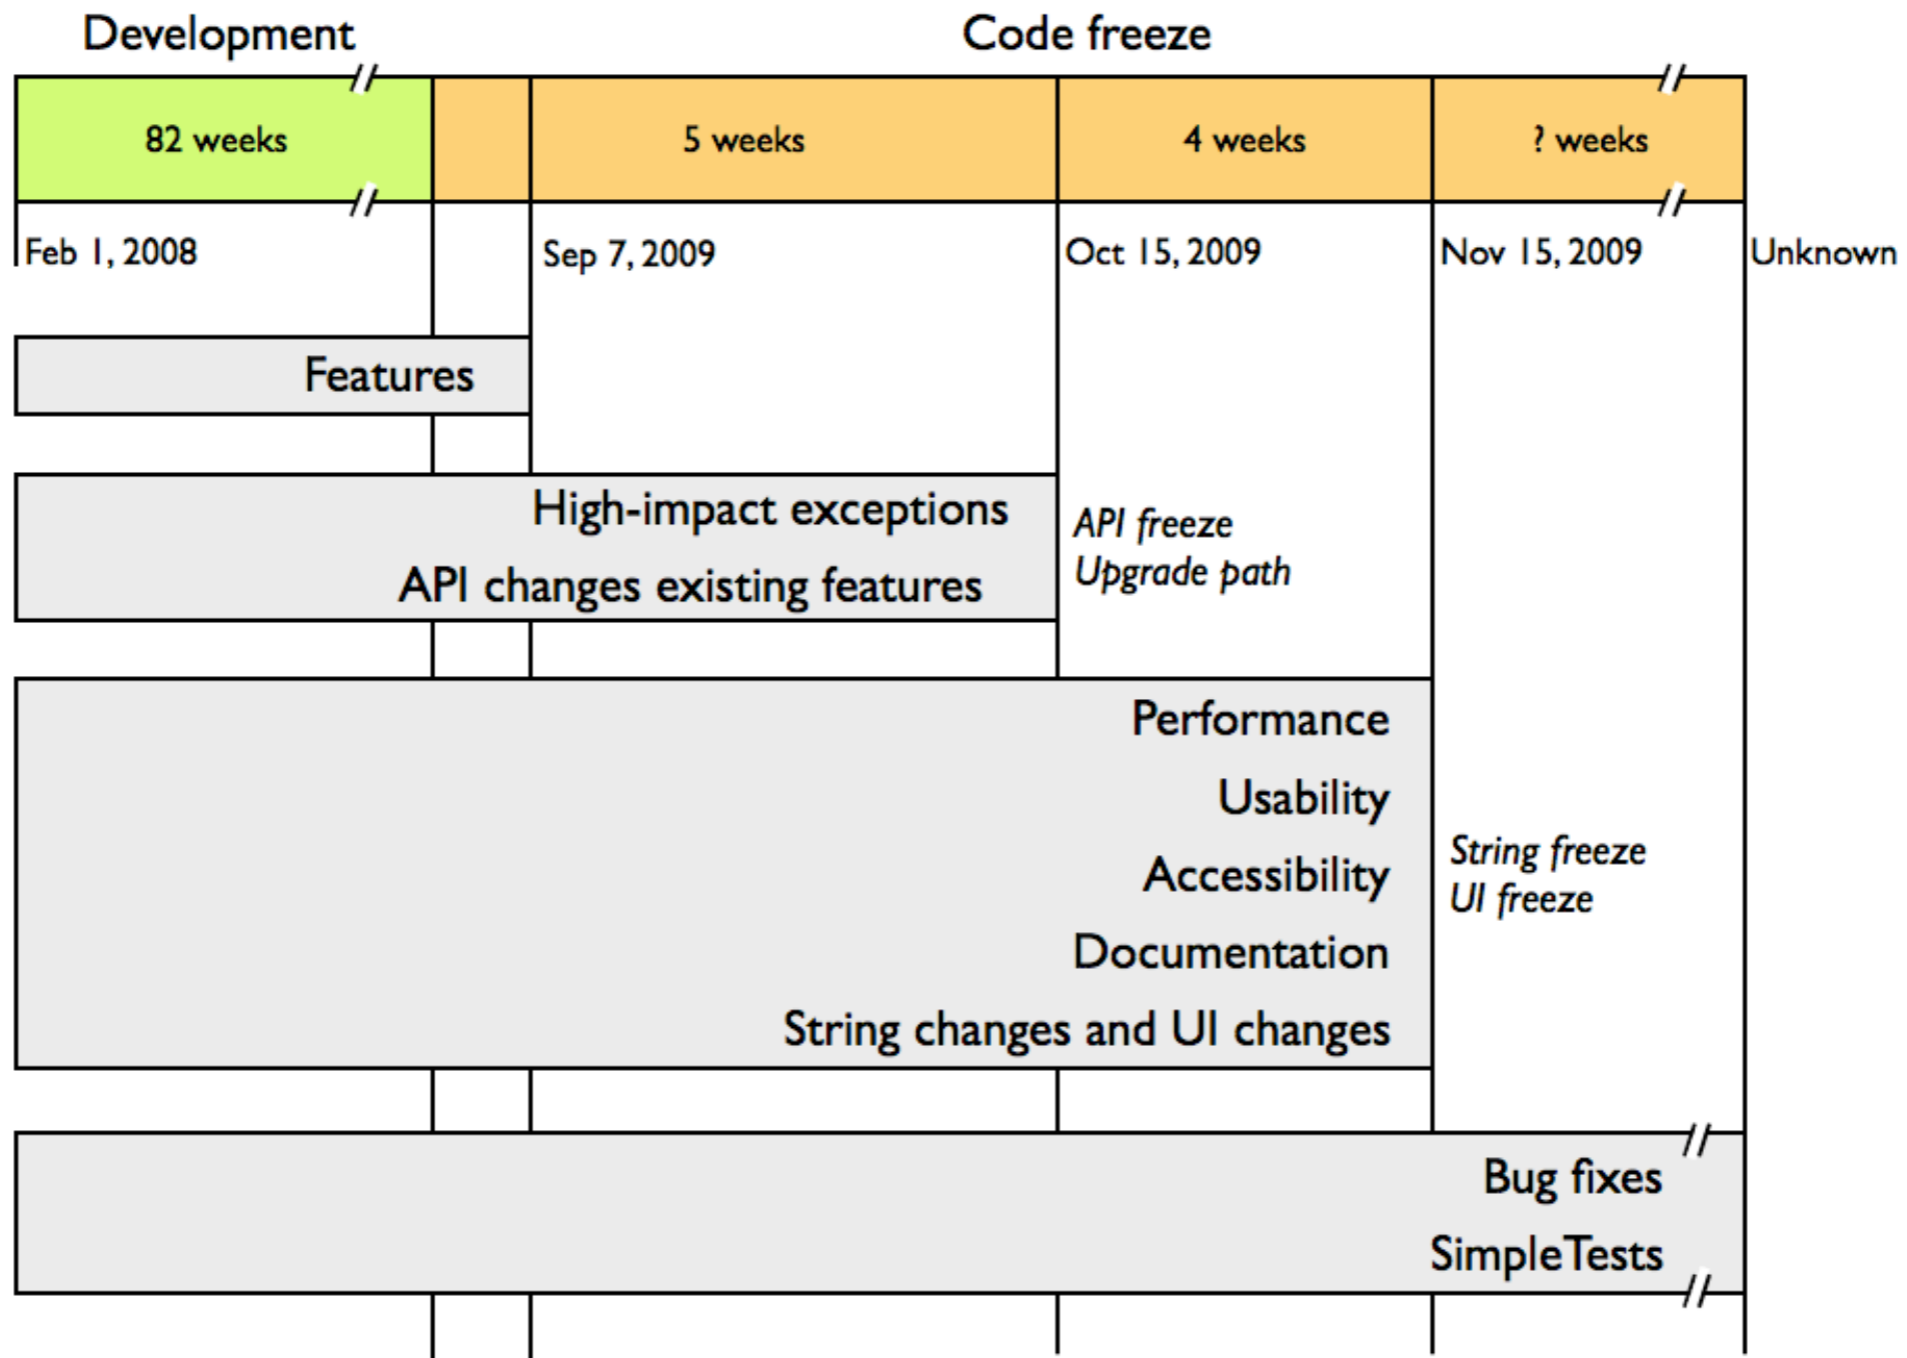 Development
Code freeze
82 weeks
5 weeks
4 weeks
? weeks
Feb 1, 2008
Sep 7, 2009
Oct 15, 2009
Nov 15, 2009
Unknown
Features
High-impact exceptions
API changes existing features
API freeze
Upgrade path
Performance
Usability
Accessibility
Documentation
String changes and UI changes
String freeze
UI freeze
Bug fixes
SimpleTests